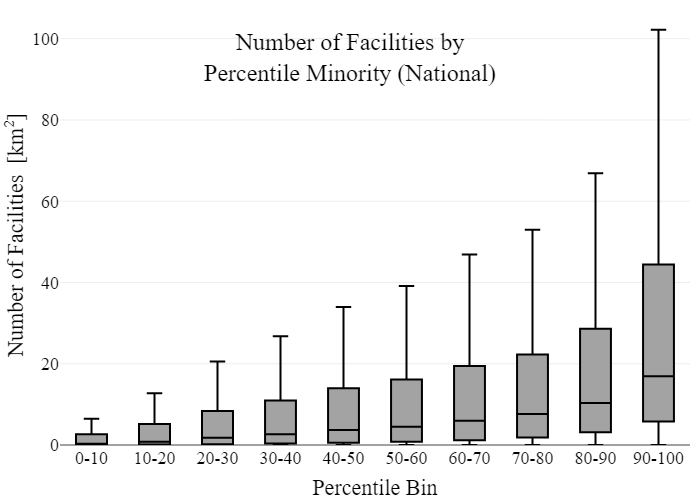 Number of Facilities by
Percentile Minority (National)
Number of Facilities [km²]
100
80
60
40
20
0
0-10 10-20 20-30 30-40 40-50 50-60 60-70 70-80 80-90 90-100
Percentile Bin